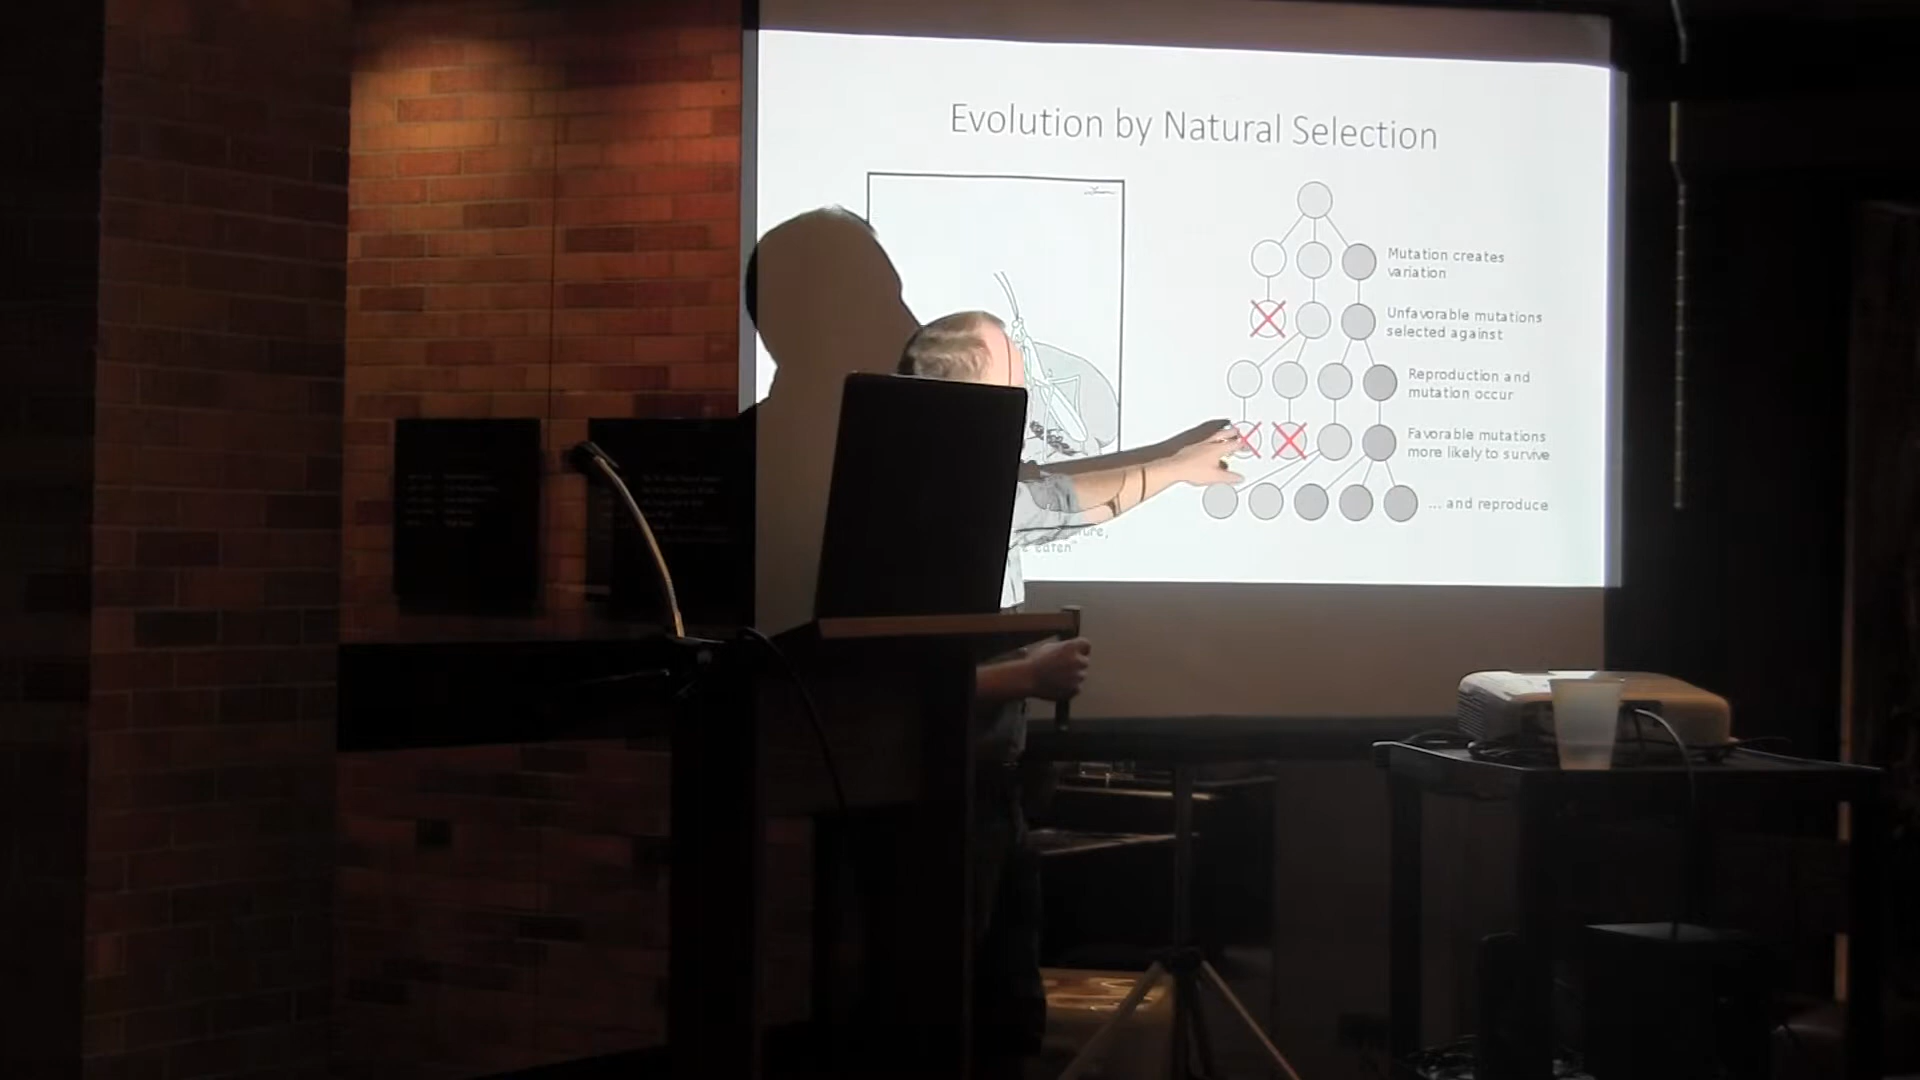 Evolution by Natural Selection
Mutation creates
variation
Unfavorable mutations
selected against
Reproduction and
mutation occur
Favorable mutations
more likely to survive
... and reproduce
eaten"